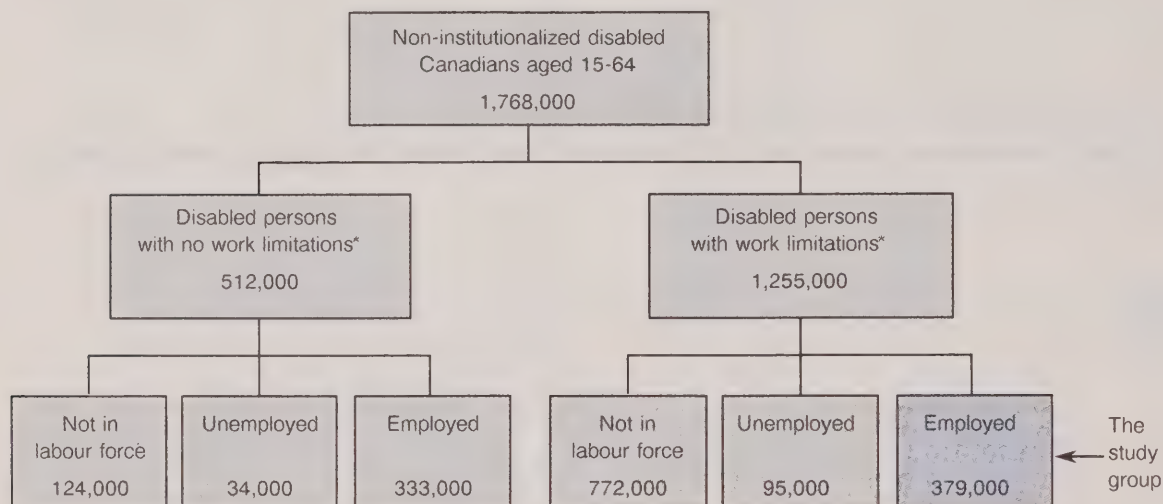 Non-institutionalized disabled
Canadians aged 15-64
1,768,000
Disabled persons
with no work limitations*
512,000
Disabled persons
with work limitations*
1,255,000
Not in
labour force
124,000
Unemployed
34,000
Employed
333,000
Not in
labour force
772,000
Unemployed
95,000
Employed
379,000
The
study
group